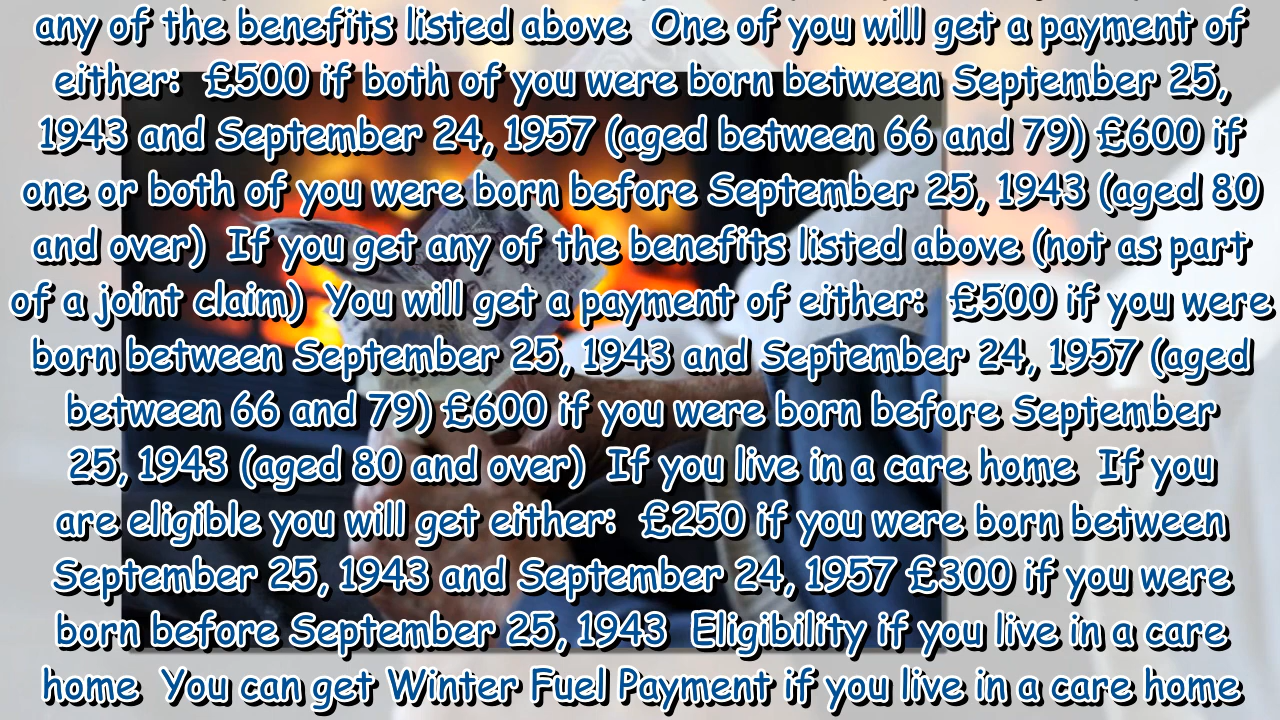 any of the benefits listed above  One of you will get a payment of
either:  £500 if both of you were born between September 25,
1943 and September 24, 1957 (aged between 66 and 79) £600 if
one or both of you were born before September 25, 1943 (aged 80
and over)  If you get any of the benefits listed above (not as part
of a joint claim)  You will get a payment of either:  £500 if you were
born between September 25, 1943 and September 24, 1957 (aged
between 66 and 79) £600 if you were born before September
25, 1943 (aged 80 and over)  If you live in a care home  If you
are eligible you will get either:  £250 if you were born between
September 25, 1943 and September 24, 1957 £300 if you were
born before September 25, 1943  Eligibility if you live in a care
home  You can get Winter Fuel Payment if you live in a care home